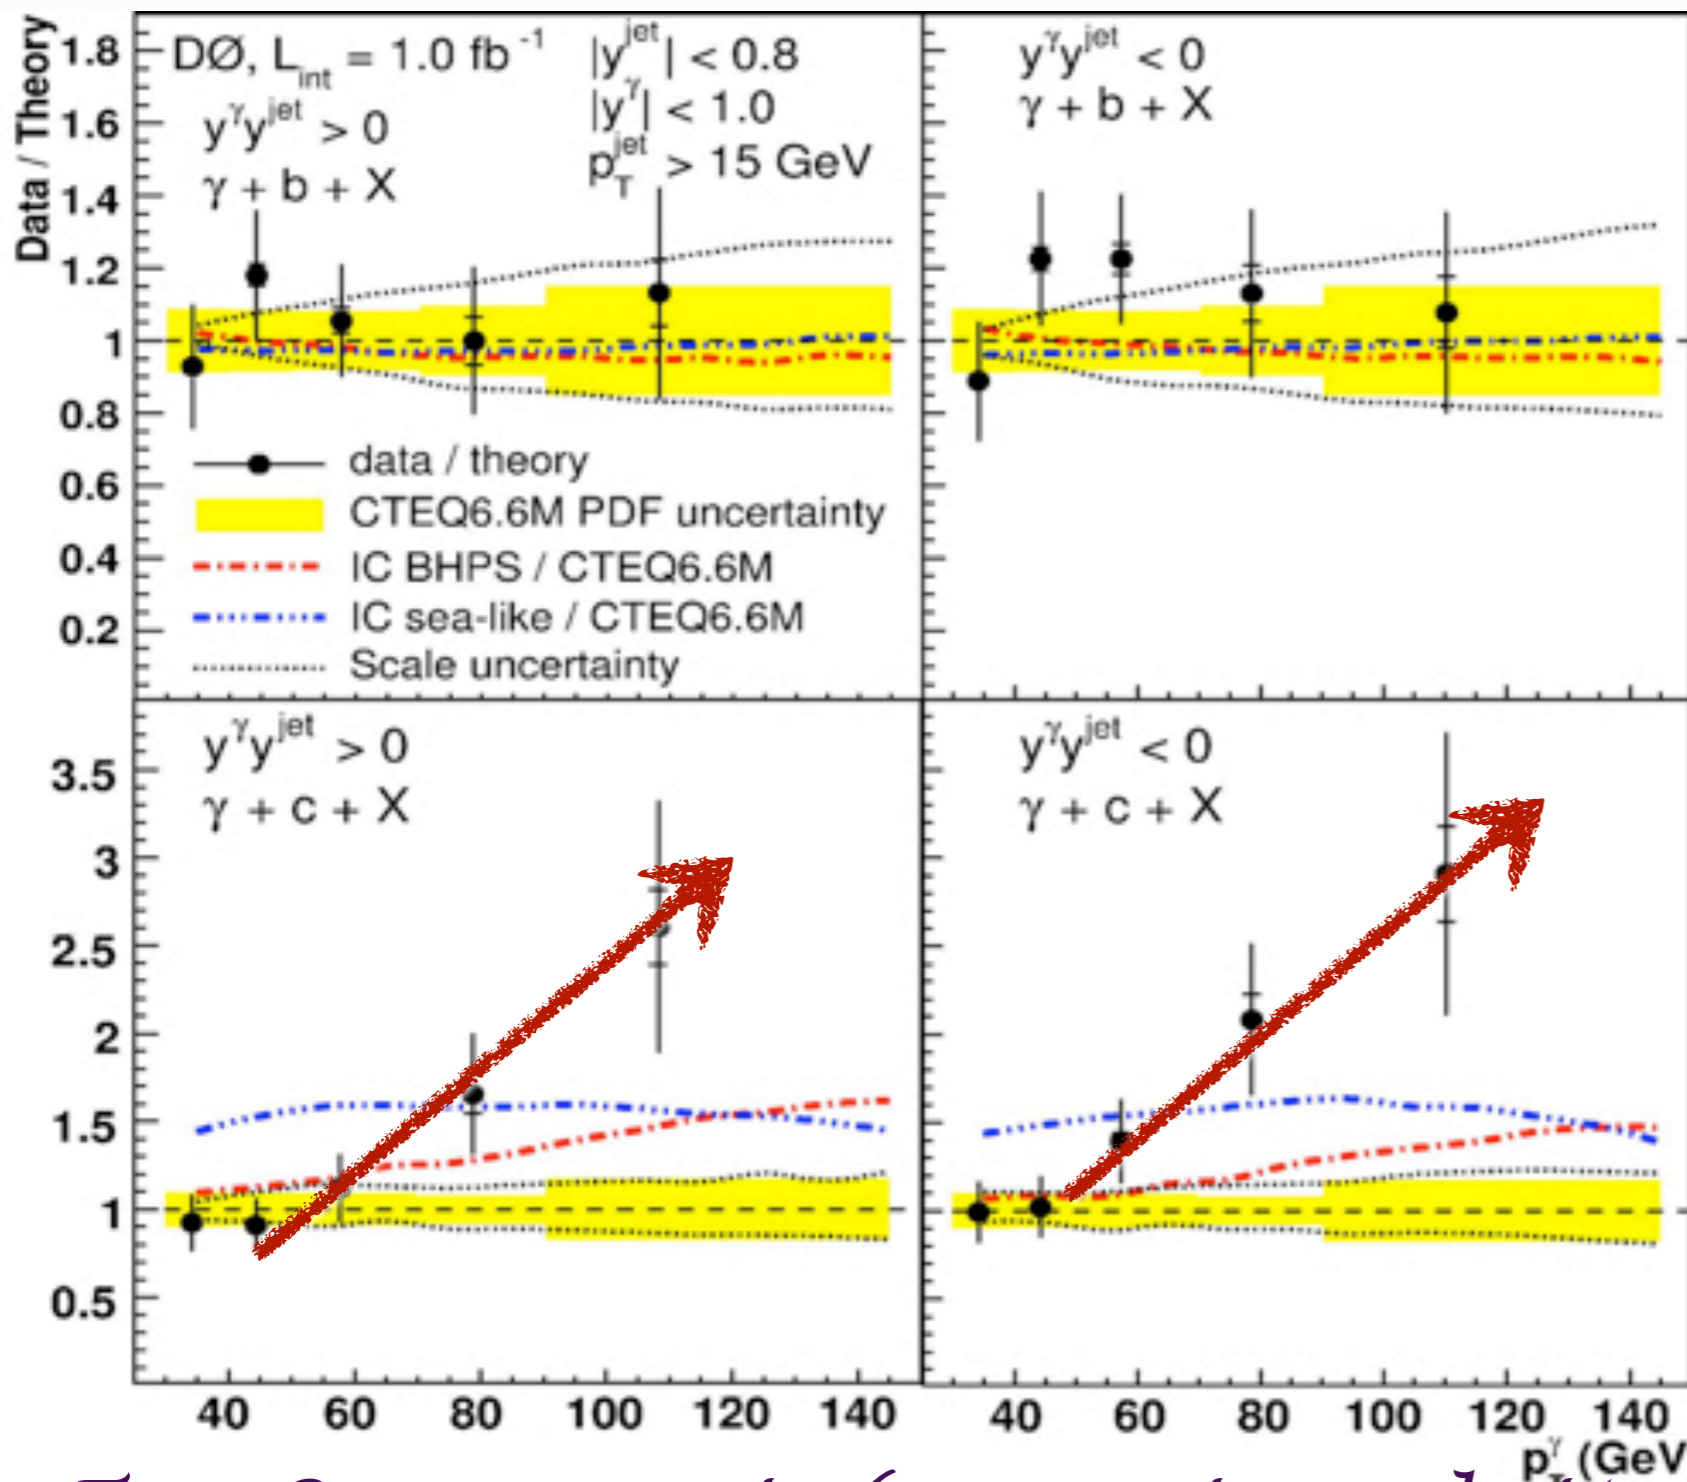 Data / Theory
1.8
1.6
1.4
1.2
1
0.8
0.6
0.4
0.2
DØ, L_int = 1.0 fb^-1
y^γ y^jet > 0
γ + b + X
|y^jet| < 0.8
|y^γ| < 1.0
p_T^jet > 15 GeV
data / theory
CTEQ6.6M PDF uncertainty
IC BHPS / CTEQ6.6M
IC sea-like / CTEQ6.6M
Scale uncertainty
y^γ y^jet < 0
γ + b + X
3.5
3
2.5
2
1.5
1
0.5
y^γ y^jet > 0
γ + c + X
y^γ y^jet < 0
γ + c + X
40 60 80 100 120 140
40 60 80 100 120 140
p_T^γ (GeV